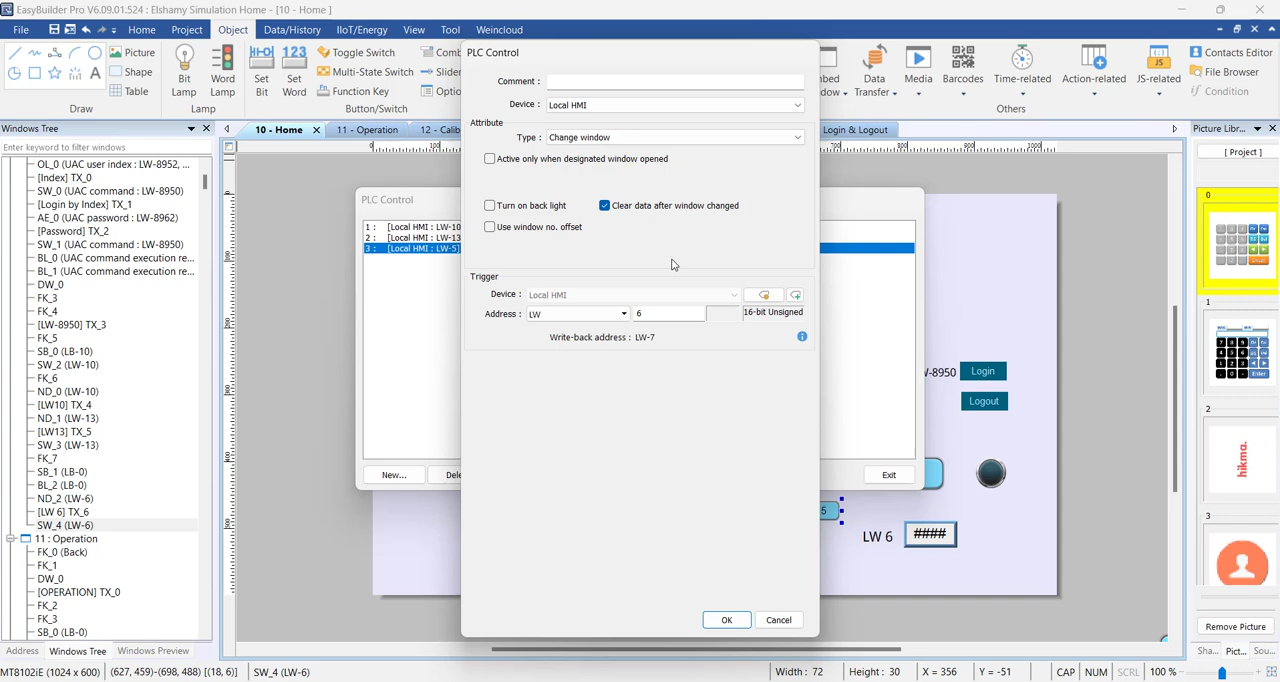 EasyBuilder Pro V6.09.01.524 : Elshamy Simulation Home - [10 - Home ]
File Home Project Object Data/History IIoT/Energy View Tool Weincloud
Picture
Shape
Table
Draw
Bit Lamp
Word Lamp
Lamp
Set Bit
Set Word
Toggle Switch
Multi-State Switch
Function Key
Button/Switch
Data Transfer
Media
Barcodes
Time-related
Action-related
JS-related
Others
Contacts Editor
File Browser
Condition
Windows Tree
Enter keyword to filter windows
OL_0 (UAC user index : LW-8952, ...
[Index] TX_0
SW_0 (UAC command : LW-8950)
[Login by Index] TX_1
AE_0 (UAC password : LW-8962)
[Password] TX_2
SW_1 (UAC command : LW-8950)
BL_0 (UAC command execution re...
BL_1 (UAC command execution re...
DW_0
FK_3
FK_4
[LW-8950] TX_3
FK_5
SB_0 (LB-10)
SW_2 (LW-10)
FK_6
ND_0 (LW-10)
[LW10] TX_4
ND_1 (LW-13)
[LW13] TX_5
SW_3 (LW-13)
FK_7
SB_1 (LB-0)
BL_2 (LB-0)
ND_2 (LW-6)
[LW 6] TX_6
SW_4 (LW-6)
11 : Operation
FK_0 (Back)
FK_1
DW_0
[OPERATION] TX_0
FK_2
FK_3
SB_0 (LB-0)
Address Windows Tree Windows Preview
10 - Home 11 - Operation 12 - Calib
Login & Logout
PLC Control
1 : [Local HMI : LW-10
2 : [Local HMI : LW-13
3 : [Local HMI : LW-5]
New...
Exit
PLC Control
Comment :
Device : Local HMI
Attribute
Type : Change window
Active only when designated window opened
Turn on back light Clear data after window changed
Use window no. offset
Trigger
Device : Local HMI
Address : LW 6 16-bit Unsigned
Write-back address : LW-7
OK Cancel
Login
Logout
5
LW 6 ####
Picture Libr...
[ Project ]
0
1
2
hikma.
3
Remove Picture
Sha... Pict... Sou...
MT8102iE (1024 x 600) (627, 459)-(698, 488) [(18, 6)] SW_4 (LW-6) Width : 72 Height : 30 X = 356 Y = -51 CAP NUM SCRL 100 %